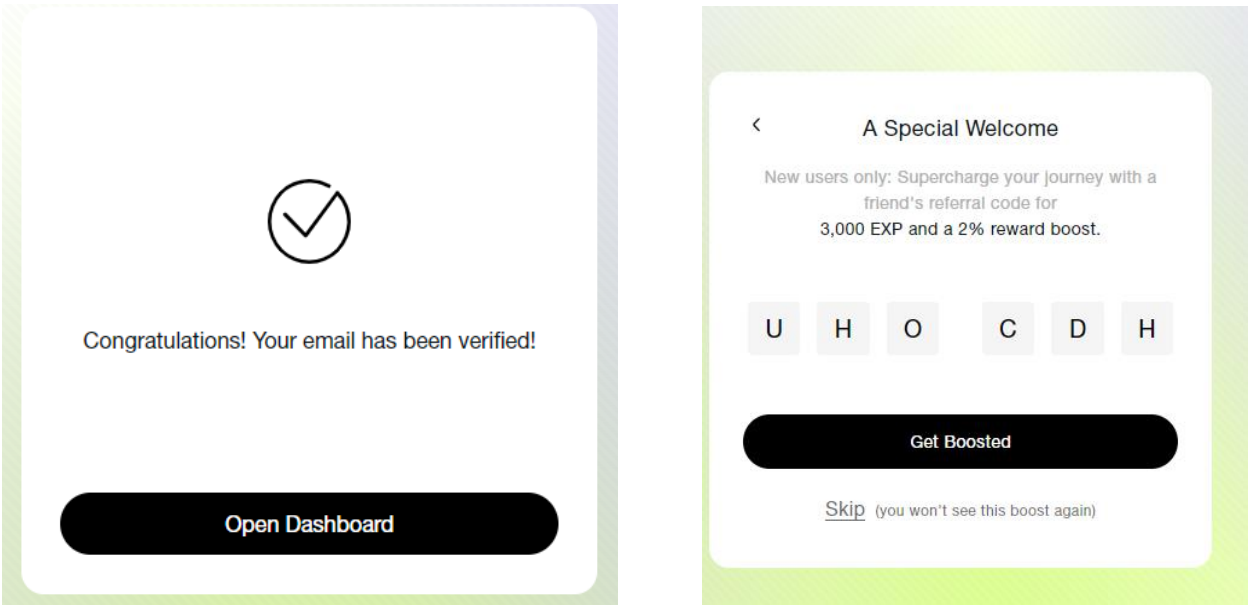 Congratulations! Your email has been verified!
Open Dashboard
A Special Welcome
New users only: Supercharge your journey with a
friend's referral code for
3,000 EXP and a 2% reward boost.
U H O C D H
Get Boosted
Skip (you won't see this boost again)